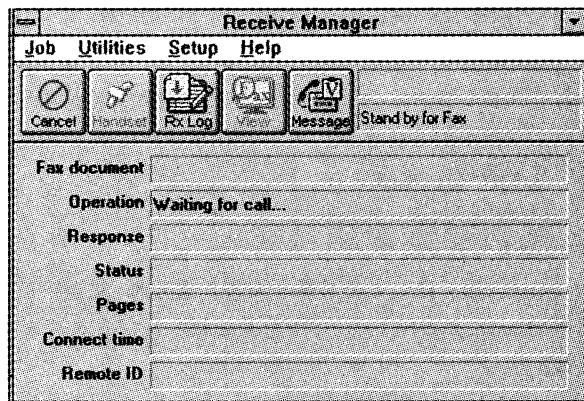 Receive Manager
Job Utilities Setup Help
Cancel Handset Rx Log View Message
Stand by for Fax
Fax document
Operation Waiting for call...
Response
Status
Pages
Connect time
Remote ID